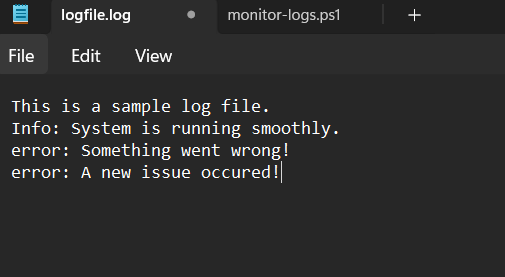 logfile.log
monitor-logs.ps1
File
Edit
View
This is a sample log file.
Info: System is running smoothly.
error: Something went wrong!
error: A new issue occured!